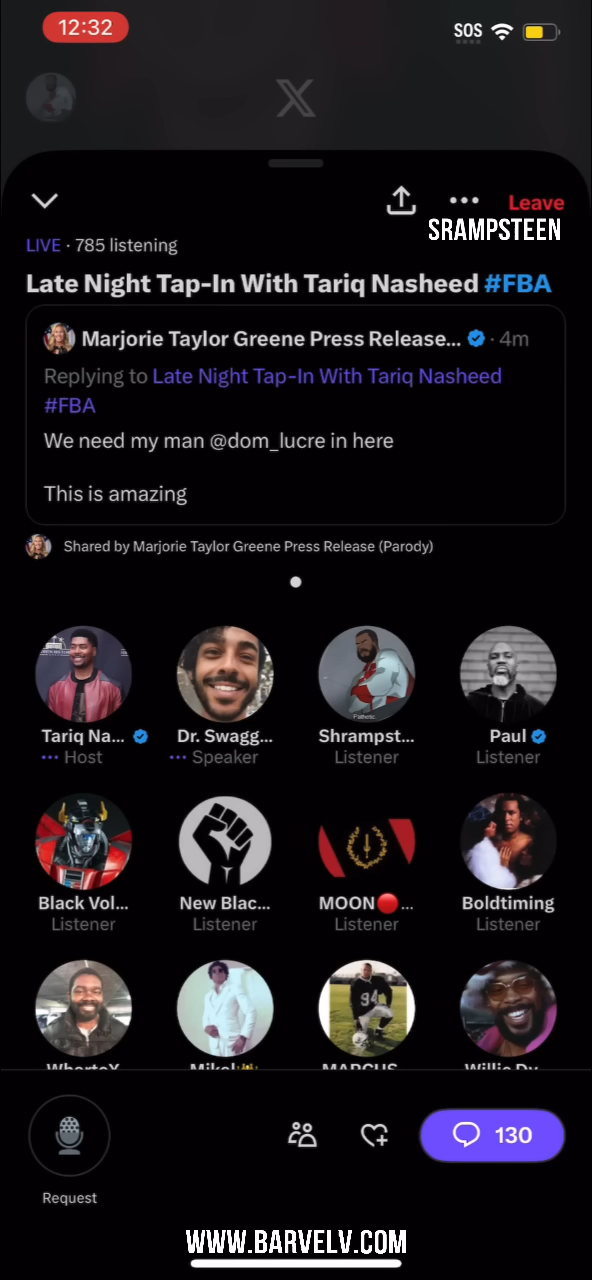 12:32
SOS
X
Leave
SRAMPSTEEN
LIVE · 785 listening
Late Night Tap-In With Tariq Nasheed #FBA
Marjorie Taylor Greene Press Release... · 4m
Replying to Late Night Tap-In With Tariq Nasheed
#FBA
We need my man @dom_lucre in here
This is amazing
Shared by Marjorie Taylor Greene Press Release (Parody)
94
Pathetic
Tariq Na... Dr. Swagg... Shrampst... Paul
Host Speaker Listener Listener
Black Vol... New Blac... MOON🔴... Boldtiming
Listener Listener Listener Listener
130
Request
WWW.BARVELV.COM